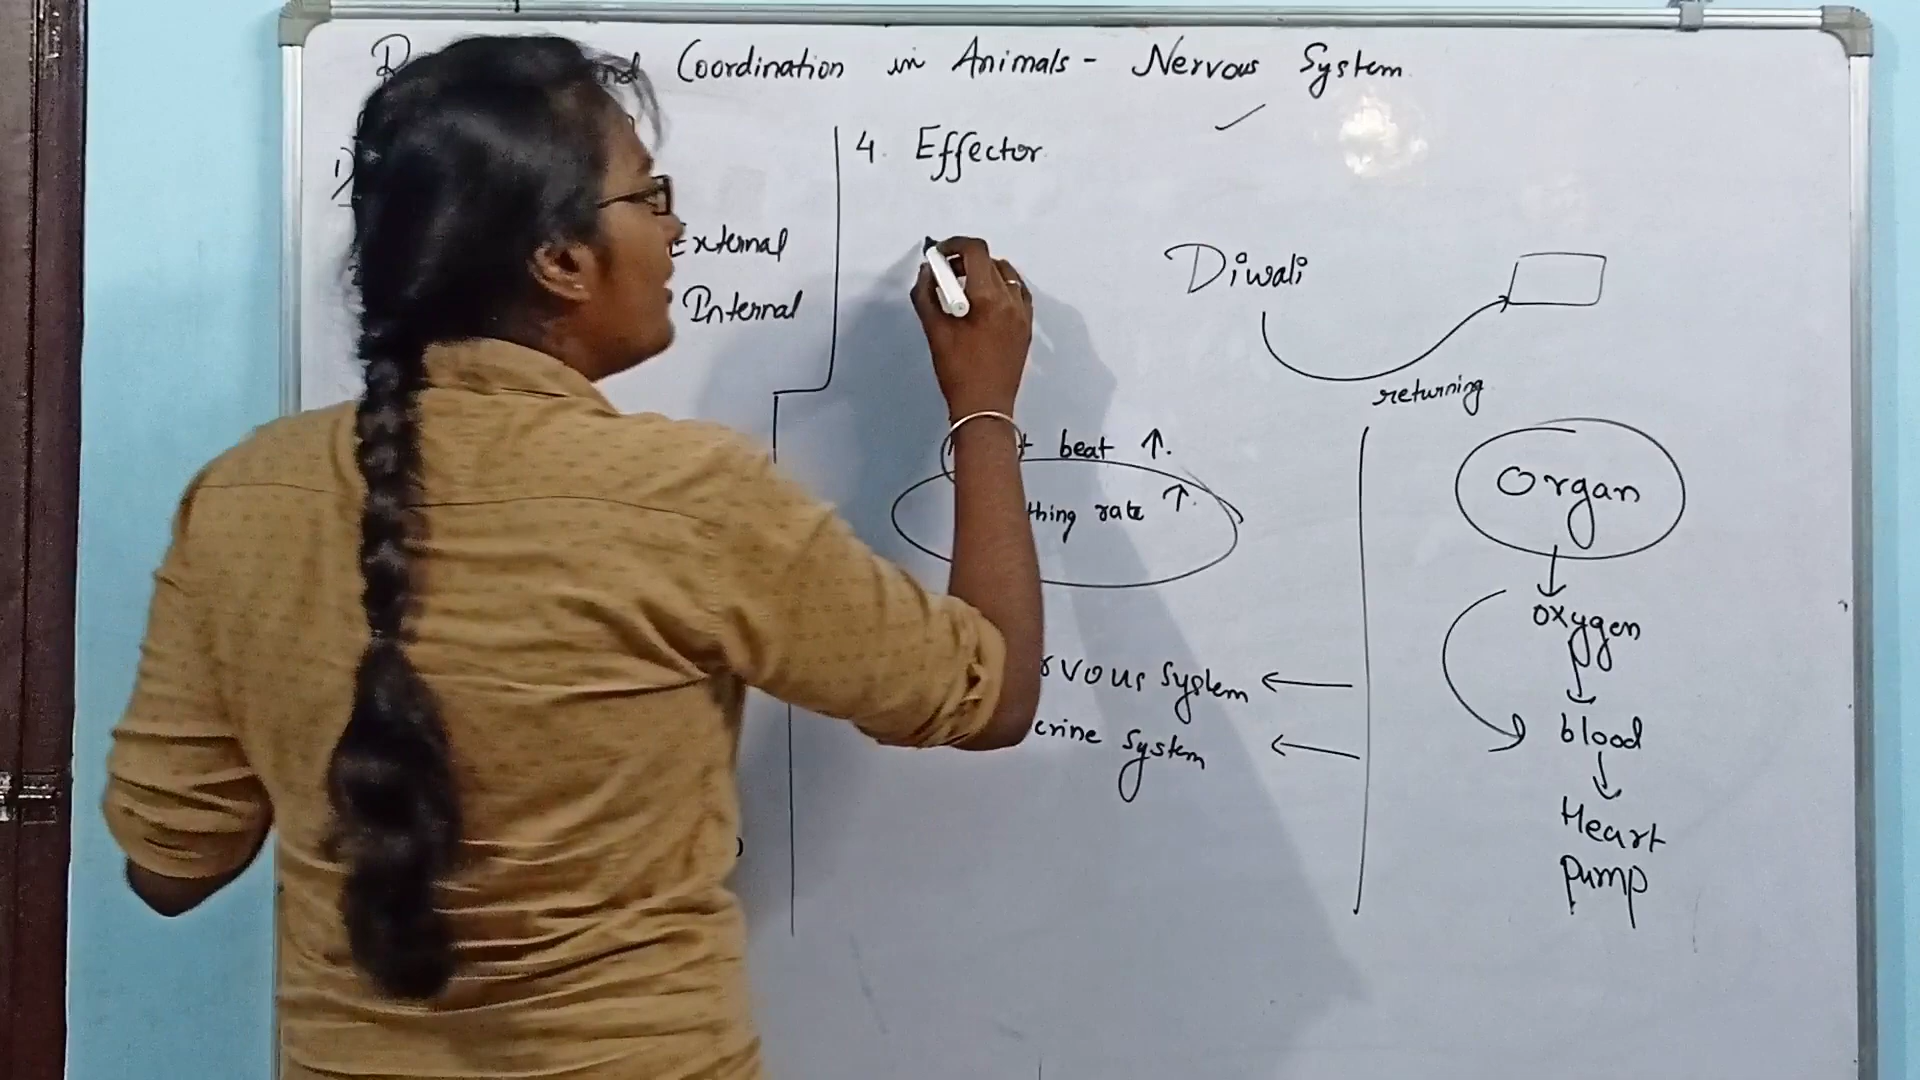 Coordination in Animals - Nervous System
1)
External
Internal
4. Effector
Diwali
returning
beat ↑.
rate ↑.
System ←
System ←
Organ
↓
oxygen
↓
blood
↓
Heart
pump